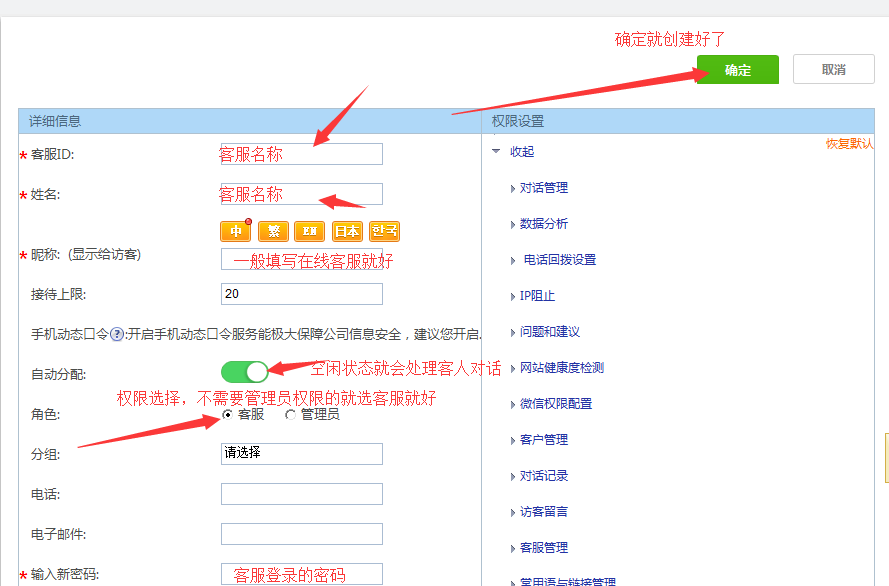 确定就创建好了
确定
取消
详细信息
权限设置
恢复默认
*客服ID:
客服名称
收起
*姓名:
客服名称
对话管理
中 繁 EN 日本 한국
数据分析
*昵称: (显示给访客)
一般填写在线客服就好
电话回拨设置
接待上限:
20
IP阻止
手机动态口令?:开启手机动态口令服务能极大保障公司信息安全，建议您开启.
问题和建议
自动分配:
空闲状态就会处理客人对话
网站健康度检测
权限选择，不需要管理员权限的就选客服就好
微信权限配置
角色:
客服
管理员
分组:
请选择
客户管理
对话记录
电话:
访客留言
电子邮件:
客服管理
*输入新密码:
客服登录的密码
常用语与链接管理